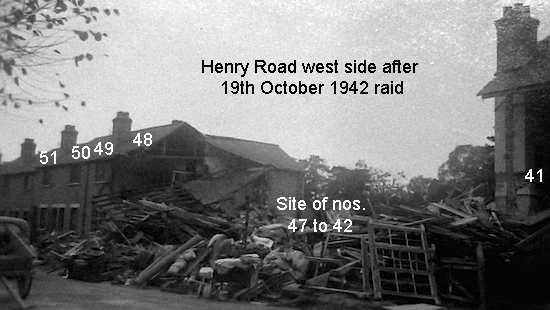 Henry Road west side after
19th October 1942 raid
51 50 49 48
41
Site of nos.
47 to 42